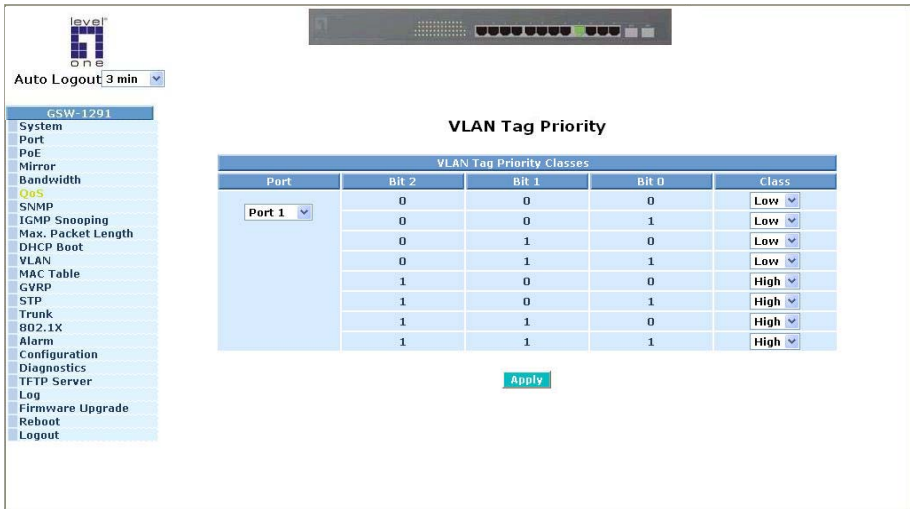 level
one
Auto Logout 3 min
GSW-1291
System
Port
PoE
Mirror
Bandwidth
QoS
SNMP
IGMP Snooping
Max. Packet Length
DHCP Boot
VLAN
MAC Table
GVRP
STP
Trunk
802.1X
Alarm
Configuration
Diagnostics
TFTP Server
Log
Firmware Upgrade
Reboot
Logout
VLAN Tag Priority
VLAN Tag Priority Classes
Port Bit 2 Bit 1 Bit 0 Class
Port 1 0 0 0 Low
0 0 1 Low
0 1 0 Low
0 1 1 Low
1 0 0 High
1 0 1 High
1 1 0 High
1 1 1 High
Apply